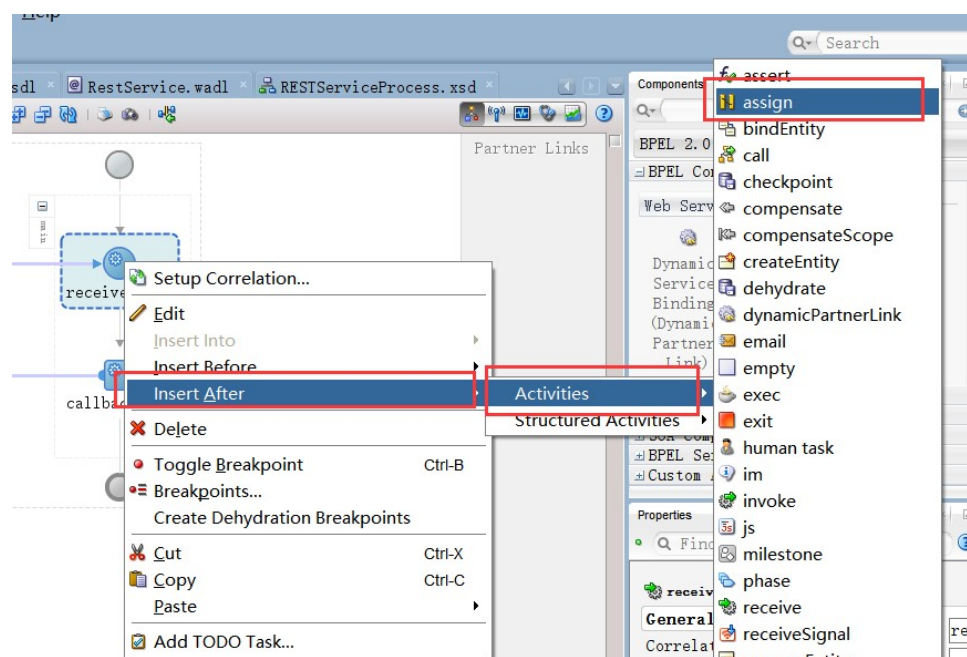 Help
Search
sdl
RestService.wadl
RESTServiceProcess.xsd
Components
Partner Links
BPEL 2.0
BPEL Con
Web Serv
Dynamic
Service
Binding
(Dynami
Partner
Link)
BPEL Se
Custom
Properties
Find
receiv
General
Correlat
main
receive
callba
Setup Correlation...
Edit
Insert Into
Insert Before
Insert After
Delete
Toggle Breakpoint Ctrl-B
Breakpoints...
Create Dehydration Breakpoints
Cut Ctrl-X
Copy Ctrl-C
Paste
Add TODO Task...
Activities
Structured Activities
assert
assign
bindEntity
call
checkpoint
compensate
compensateScope
createEntity
dehydrate
dynamicPartnerLink
email
empty
exec
exit
human task
im
invoke
js
milestone
phase
receive
receiveSignal
re